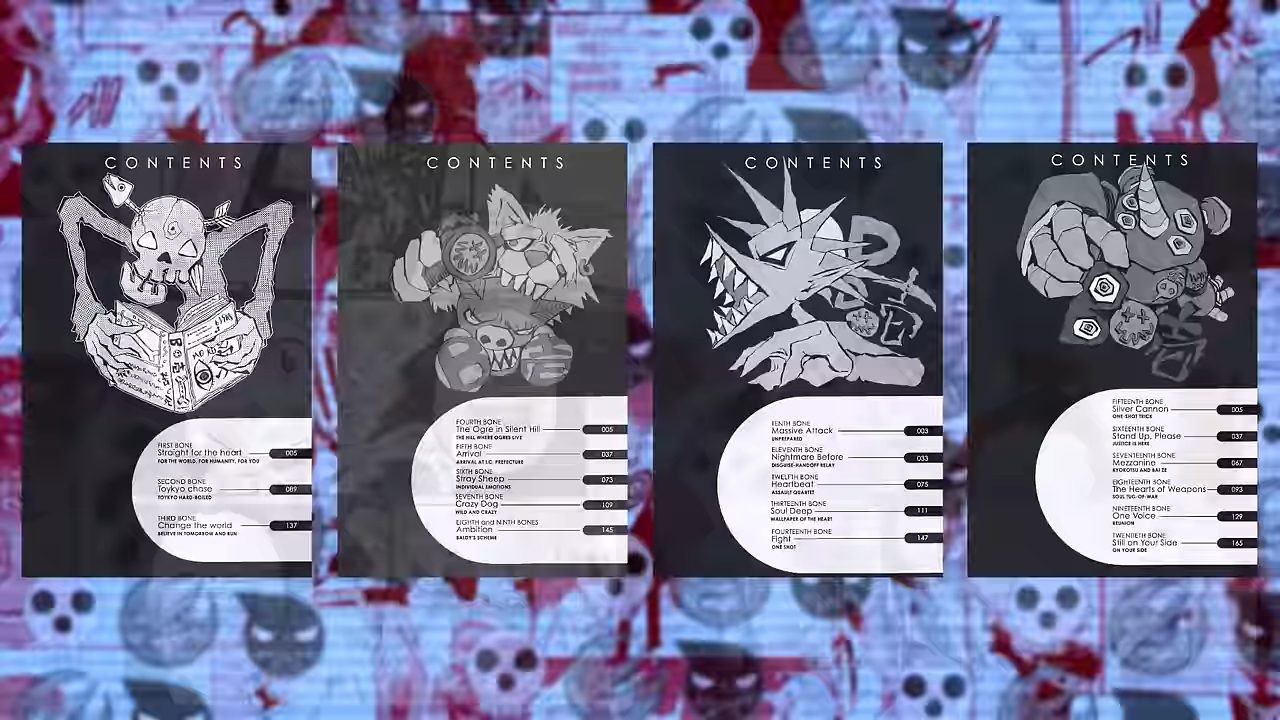 CONTENTS
FIRST BONE
Straight for the heart 005
FOR THE WORLD, FOR HUMANITY, FOR YOU
SECOND BONE
Toykyo chase 089
TOYKYO HARD-BOILED
THIRD BONE
Change the world 137
BELIEVE IN TOMORROW AND RUN
CONTENTS
FOURTH BONE
The Ogre in Silent Hill 005
THE HILL WHERE OGRES LIVE
FIFTH BONE
Arrival 037
ARRIVAL AT I.C. PREFECTURE
SIXTH BONE
Stray Sheep 073
INDIVIDUAL EMOTIONS
SEVENTH BONE
Crazy Dog 109
WILD AND CRAZY
EIGHTH and NINTH BONES
Ambition 145
BALDY'S SCHEME
CONTENTS
TENTH BONE
Massive Attack 003
UNPREPARED
ELEVENTH BONE
Nightmare Before 033
DISGUISE-HANDOFF RELAY
TWELFTH BONE
Heartbeat 075
ASSAULT QUARTET
THIRTEENTH BONE
Soul Deep 111
WALLPAPER OF THE HEART
FOURTEENTH BONE
Fight 147
ONE SHOT
CONTENTS
FIFTEENTH BONE
Silver Cannon 005
ONE-SHOT TRICK
SIXTEENTH BONE
Stand Up, Please 037
JUSTICE IS HERE
SEVENTEENTH BONE
Mezzanine 067
KYOKOTSU AND BAI ZE
EIGHTEENTH BONE
The Hearts of Weapons 093
SOUL TUG-OF-WAR
NINETEENTH BONE
One Voice 129
REUNION
TWENTIETH BONE
Still on Your Side 165
ON YOUR SIDE